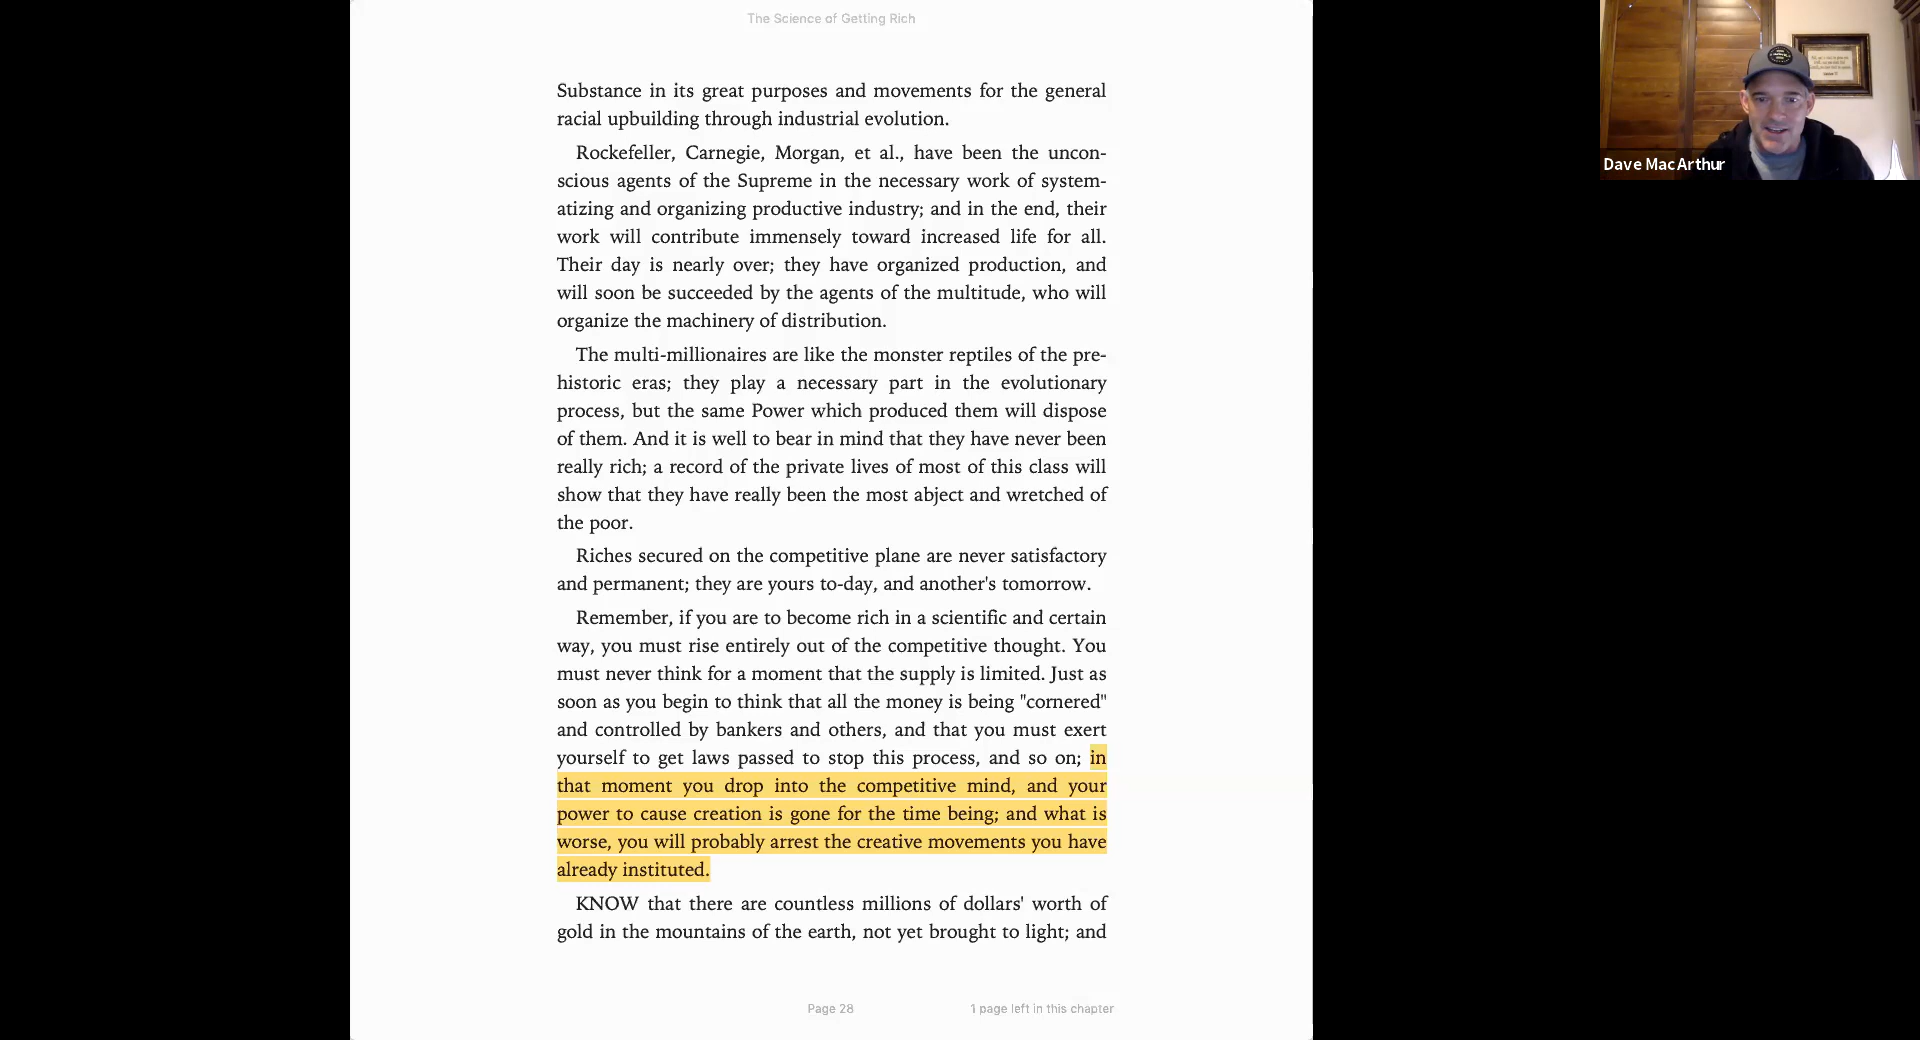 The Science of Getting Rich
Substance in its great purposes and movements for the general
racial upbuilding through industrial evolution.
Rockefeller, Carnegie, Morgan, et al., have been the uncon-
scious agents of the Supreme in the necessary work of system-
atizing and organizing productive industry; and in the end, their
work will contribute immensely toward increased life for all.
Their day is nearly over; they have organized production, and
will soon be succeeded by the agents of the multitude, who will
organize the machinery of distribution.
The multi-millionaires are like the monster reptiles of the pre-
historic eras; they play a necessary part in the evolutionary
process, but the same Power which produced them will dispose
of them. And it is well to bear in mind that they have never been
really rich; a record of the private lives of most of this class will
show that they have really been the most abject and wretched of
the poor.
Riches secured on the competitive plane are never satisfactory
and permanent; they are yours to-day, and another's tomorrow.
Remember, if you are to become rich in a scientific and certain
way, you must rise entirely out of the competitive thought. You
must never think for a moment that the supply is limited. Just as
soon as you begin to think that all the money is being "cornered"
and controlled by bankers and others, and that you must exert
yourself to get laws passed to stop this process, and so on; in
that moment you drop into the competitive mind, and your
power to cause creation is gone for the time being; and what is
worse, you will probably arrest the creative movements you have
already instituted.
KNOW that there are countless millions of dollars' worth of
gold in the mountains of the earth, not yet brought to light; and
Page 28
1 page left in this chapter
Dave MacArthur